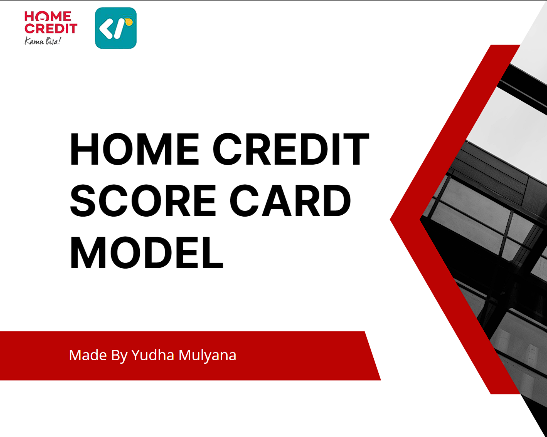 HOME
CREDIT
Kamu Bisa!
HOME CREDIT
SCORE CARD
MODEL
Made By Yudha Mulyana